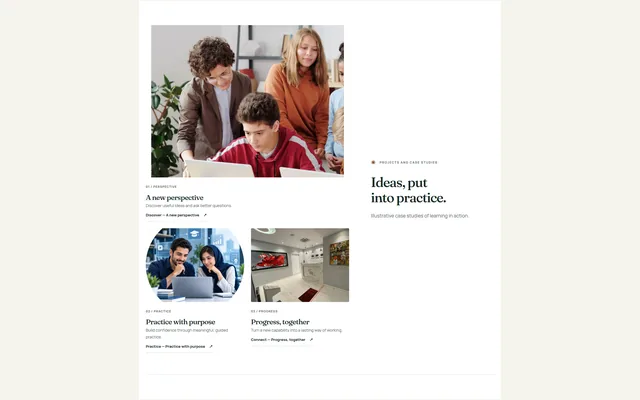 01 / PERSPECTIVE
A new perspective
Discover useful ideas and ask better questions.
Discover — A new perspective ↗
02 / PRACTICE
Practice with purpose
Build confidence through meaningful, guided
practice.
Practice — Practice with purpose ↗
03 / PROGRESS
Progress, together
Turn a new capability into a lasting way of working.
Connect — Progress, together ↗
PROJECTS AND CASE STUDIES
Ideas, put
into practice.
Illustrative case studies of learning in action.